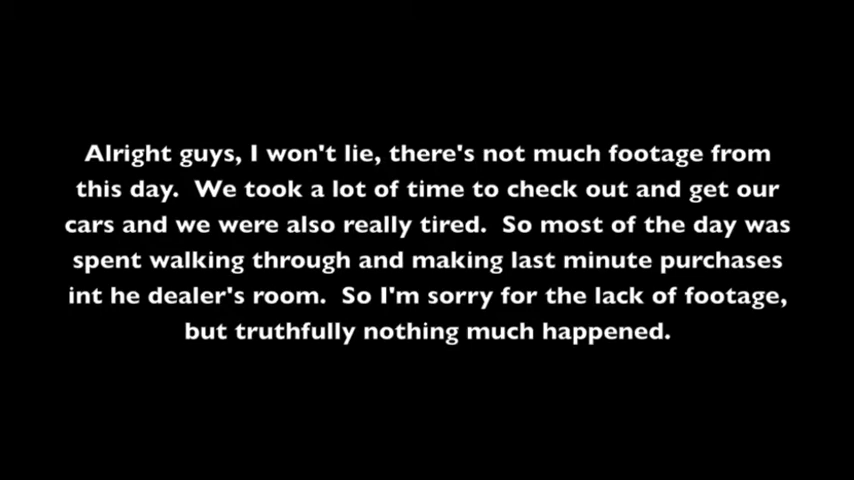 Alright guys, I won't lie, there's not much footage from
this day.  We took a lot of time to check out and get our
cars and we were also really tired.  So most of the day was
spent walking through and making last minute purchases
int he dealer's room.  So I'm sorry for the lack of footage,
but truthfully nothing much happened.